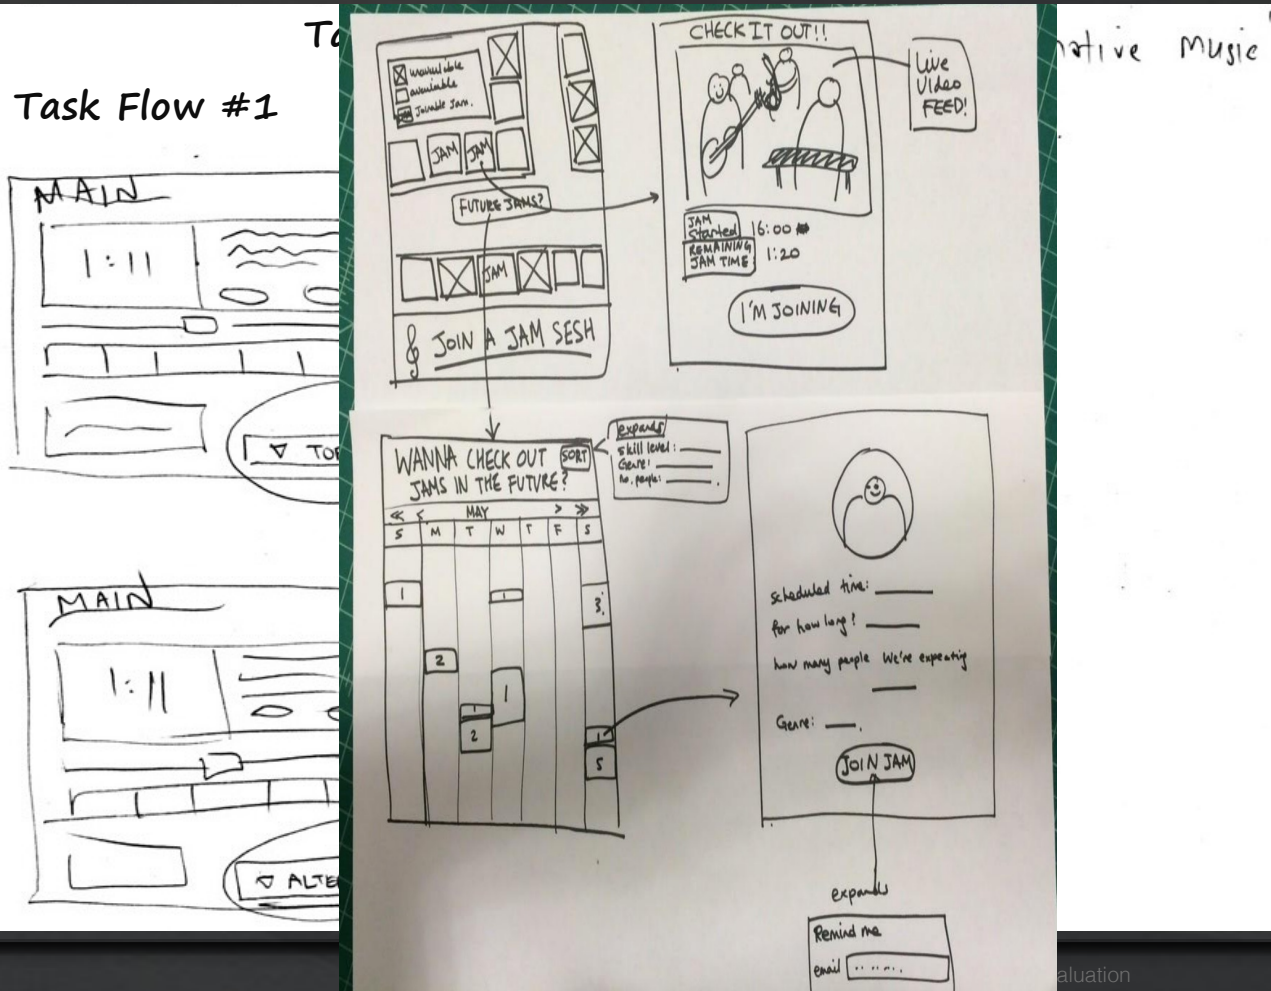 Task Flow #1
native Music
MAIN
1:11
MAIN
1:11
unavailable
available
Joinable Jam.
JAM
JAM
FUTURE JAMS?
JAM
JOIN A JAM SESH
CHECK IT OUT!!
Live
Video
FEED!
JAM
Started
16:00
REMAINING
JAM TIME
1:20
I'M JOINING
WANNA CHECK OUT
SORT
JAMS IN THE FUTURE?
expands
Skill level:
Genre:
no. people:
<< < MAY > >>
S M T W T F S
1
1
3
2
1
1
2
1
5
scheduled time:
for how long?
how many people we're expecting
Genre:
JOIN JAM
expands
Remind me
email
aluation